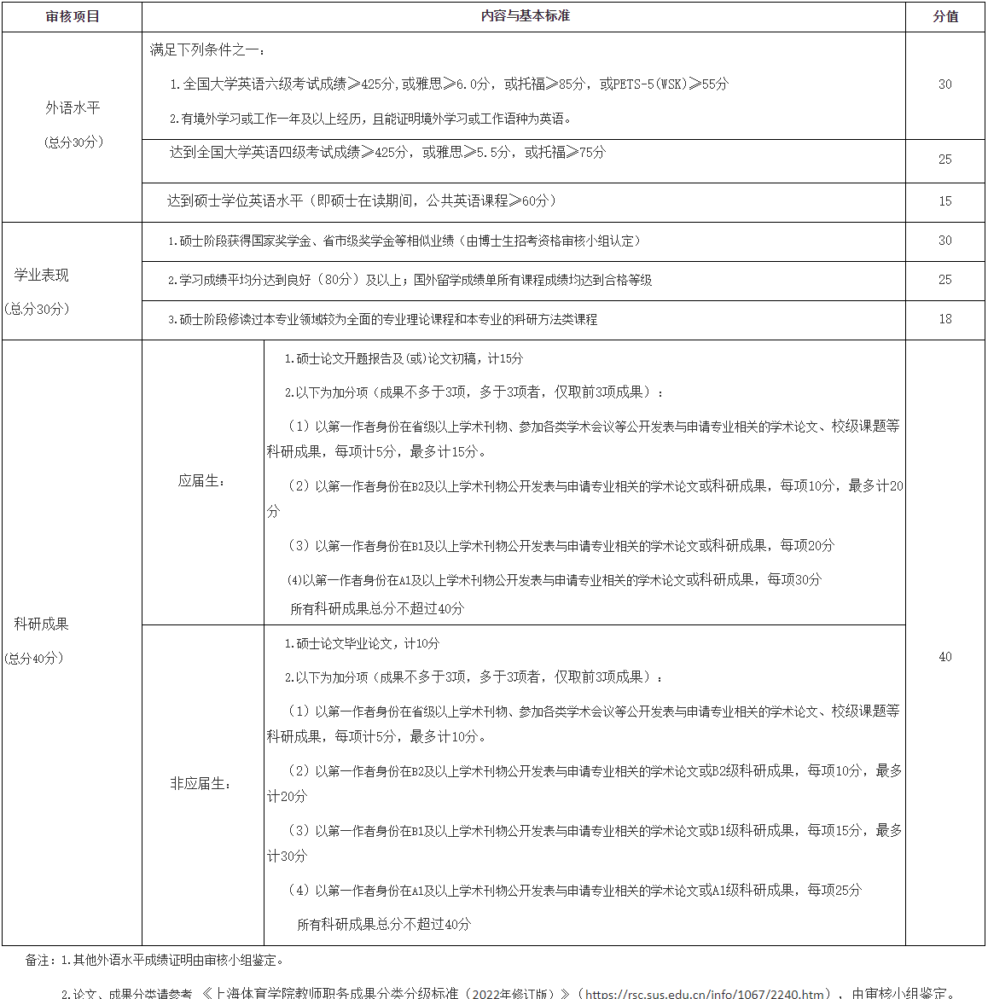 审核项目 内容与基本标准 分值
外语水平
(总分30分)
满足下列条件之一：
1.全国大学英语六级考试成绩≥425分,或雅思≥6.0分，或托福≥85分，或PETS-5(WSK)≥55分
2.有境外学习或工作一年及以上经历，且能证明境外学习或工作语种为英语。
30
达到全国大学英语四级考试成绩≥425分，或雅思≥5.5分，或托福≥75分
25
达到硕士学位英语水平（即硕士在读期间，公共英语课程≥60分）
15
学业表现
(总分30分)
1.硕士阶段获得国家奖学金、省市级奖学金等相似业绩（由博士生招考资格审核小组认定）
30
2.学习成绩平均分达到良好（80分）及以上；国外留学成绩单所有课程成绩均达到合格等级
25
3.硕士阶段修读过本专业领域较为全面的专业理论课程和本专业的科研方法类课程
18
科研成果
(总分40分)
应届生：
1.硕士论文开题报告及(或)论文初稿，计15分
2.以下为加分项（成果不多于3项，多于3项者，仅取前3项成果）：
（1）以第一作者身份在省级以上学术刊物、参加各类学术会议等公开发表与申请专业相关的学术论文、校级课题等
科研成果，每项计5分，最多计15分。
（2）以第一作者身份在B2及以上学术刊物公开发表与申请专业相关的学术论文或科研成果，每项10分，最多计20
分
（3）以第一作者身份在B1及以上学术刊物公开发表与申请专业相关的学术论文或科研成果，每项20分
(4)以第一作者身份在A1及以上学术刊物公开发表与申请专业相关的学术论文或科研成果，每项30分
所有科研成果总分不超过40分
40
非应届生：
1.硕士论文毕业论文，计10分
2.以下为加分项（成果不多于3项，多于3项者，仅取前3项成果）：
（1）以第一作者身份在省级以上学术刊物、参加各类学术会议等公开发表与申请专业相关的学术论文、校级课题等
科研成果，每项计5分，最多计10分。
（2）以第一作者身份在B2及以上学术刊物公开发表与申请专业相关的学术论文或B2级科研成果，每项10分，最多
计20分
（3）以第一作者身份在B1及以上学术刊物公开发表与申请专业相关的学术论文或B1级科研成果，每项15分，最多
计30分
（4）以第一作者身份在A1及以上学术刊物公开发表与申请专业相关的学术论文或A1级科研成果，每项25分
所有科研成果总分不超过40分
备注：1.其他外语水平成绩证明由审核小组鉴定。
2.论文、成果分类请参考 《上海体育学院教师职务成果分类分级标准（2022年修订版）》（https://rsc.sus.edu.cn/info/1067/2240.htm），由审核小组鉴定。